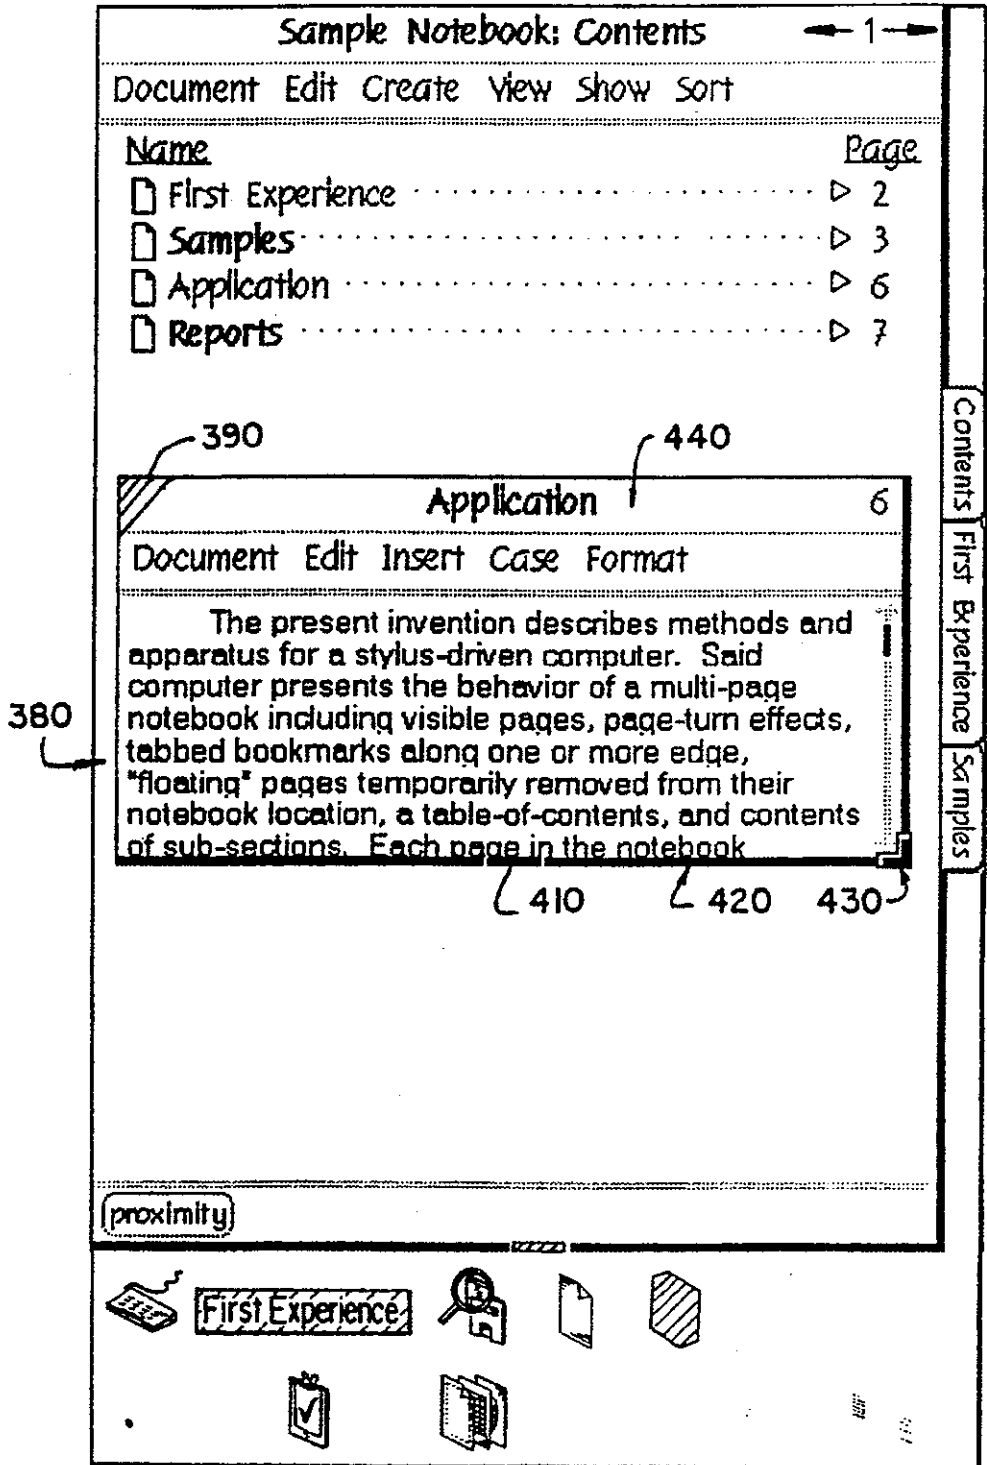 Sample Notebook: Contents 1
Document Edit Create View Show Sort
Name Page
First Experience 2
Samples 3
Application 6
Reports 7
390 440
Application 6
Document Edit Insert Case Format
The present invention describes methods and
apparatus for a stylus-driven computer. Said
computer presents the behavior of a multi-page
notebook including visible pages, page-turn effects,
tabbed bookmarks along one or more edge,
"floating" pages temporarily removed from their
notebook location, a table-of-contents, and contents
of sub-sections. Each page in the notebook
380
410 420 430
Contents
First Experience
Samples
proximity
First Experience